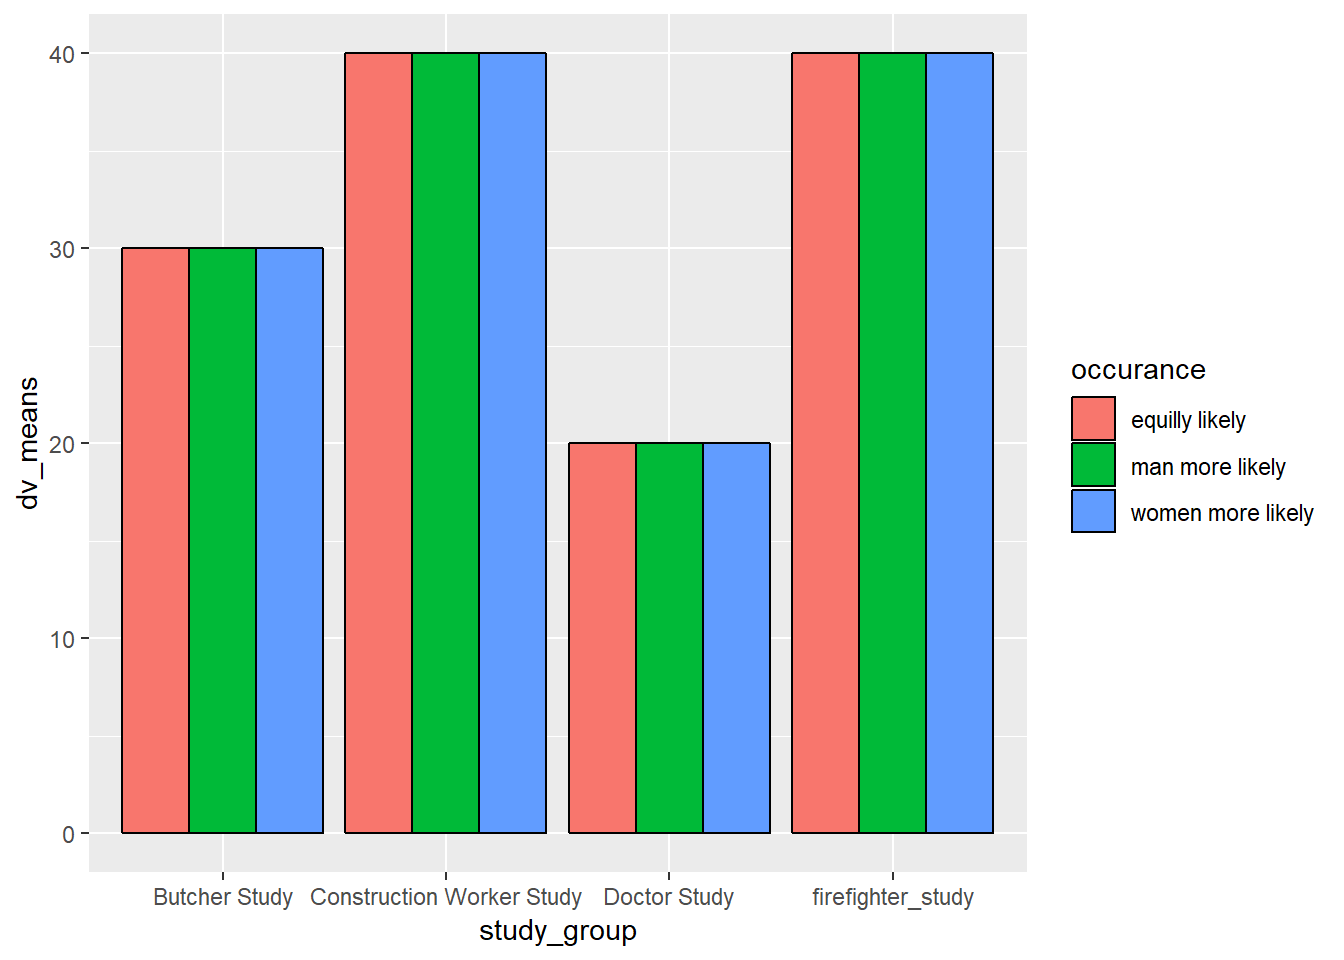 40
30
20
10
0
dv_means
Butcher Study
Construction Worker Study
Doctor Study
firefighter_study
study_group
occurance
equilly likely
man more likely
women more likely